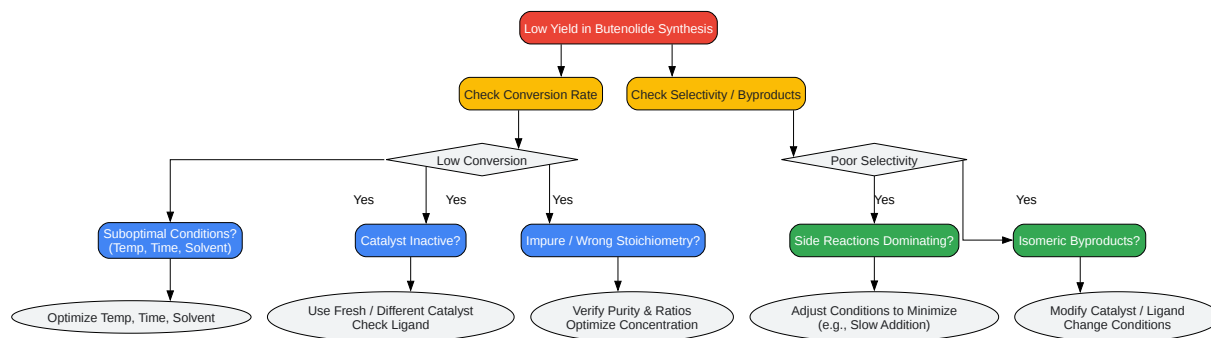 Low Yield in Butenolide Synthesis
Check Conversion Rate
Check Selectivity / Byproducts
Low Conversion
Poor Selectivity
Yes
Yes
Yes
Yes
Yes
Suboptimal Conditions?
(Temp, Time, Solvent)
Catalyst Inactive?
Impure / Wrong Stoichiometry?
Side Reactions Dominating?
Isomeric Byproducts?
Optimize Temp, Time, Solvent
Use Fresh / Different Catalyst
Check Ligand
Verify Purity & Ratios
Optimize Concentration
Adjust Conditions to Minimize
(e.g., Slow Addition)
Modify Catalyst / Ligand
Change Conditions